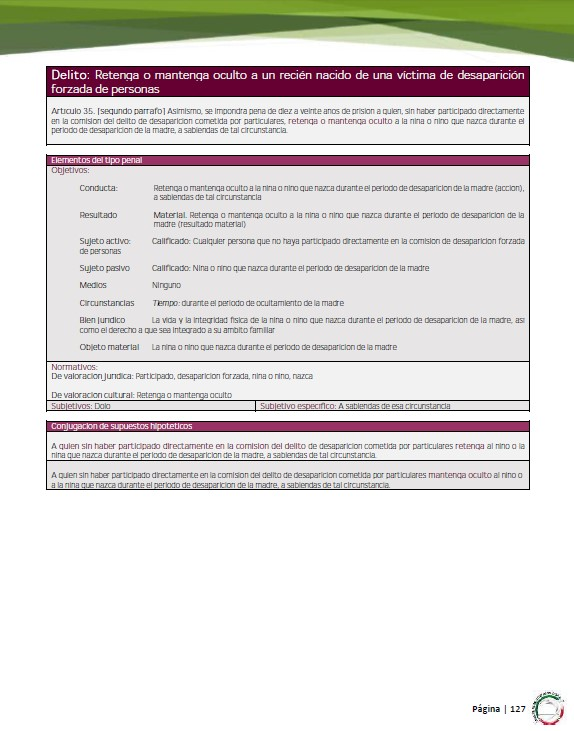 Delito: Retenga o mantenga oculto a un recién nacido de una víctima de desaparición
forzada de personas
Artículo 35. [segundo parrafo] Asimismo, se impondra pena de diez a veinte anos de prision a quien, sin haber participado directamente
en la comision del delito de desaparicion cometida por particulares, retenga o mantenga oculto a la nina o nino que nazca durante el
periodo de desaparicion de la madre, a sabiendas de tal circunstancia.
Elementos del tipo penal
Objetivos:
Conducta: Retenga o mantenga oculto a la nina o nino que nazca durante el periodo de desaparicion de la madre (accion),
a sabiendas de tal circunstancia
Resultado Material. Retenga o mantenga oculto a la nina o nino que nazca durante el periodo de desaparicion de la
madre (resultado material)
Sujeto activo: Calificado: Cualquier persona que no haya participado directamente en la comision de desaparicion forzada
de personas
Sujeto pasivo Calificado: Nina o nino que nazca durante el periodo de desaparicion de la madre
Medios Ninguno
Circunstancias Tiempo: durante el periodo de ocultamiento de la madre
Bien juridico La vida y la integridad fisica de la nina o nino que nazca durante el periodo de desaparicion de la madre, asi
como el derecho a que sea integrado a su ambito familiar
Objeto material La nina o nino que nazca durante el periodo de desaparicion de la madre
Normativos:
De valoracion juridica: Participado, desaparicion forzada, nina o nino, nazca
De valoracion cultural: Retenga o mantenga oculto
Subjetivos: Dolo Subjetivo especifico: A sabiendas de esa circunstancia
Conjugacion de supuestos hipoteticos
A quien sin haber participado directamente en la comision del delito de desaparicion cometida por particulares retenga al nino o la
nina que nazca durante el periodo de desaparicion de la madre, a sabiendas de tal circunstancia.
A quien sin haber participado directamente en la comision del delito de desaparicion cometida por particulares mantenga oculto al nino o
a la nina que nazca durante el periodo de desaparicion de la madre, a sabiendas de tal circunstancia.
Página | 127